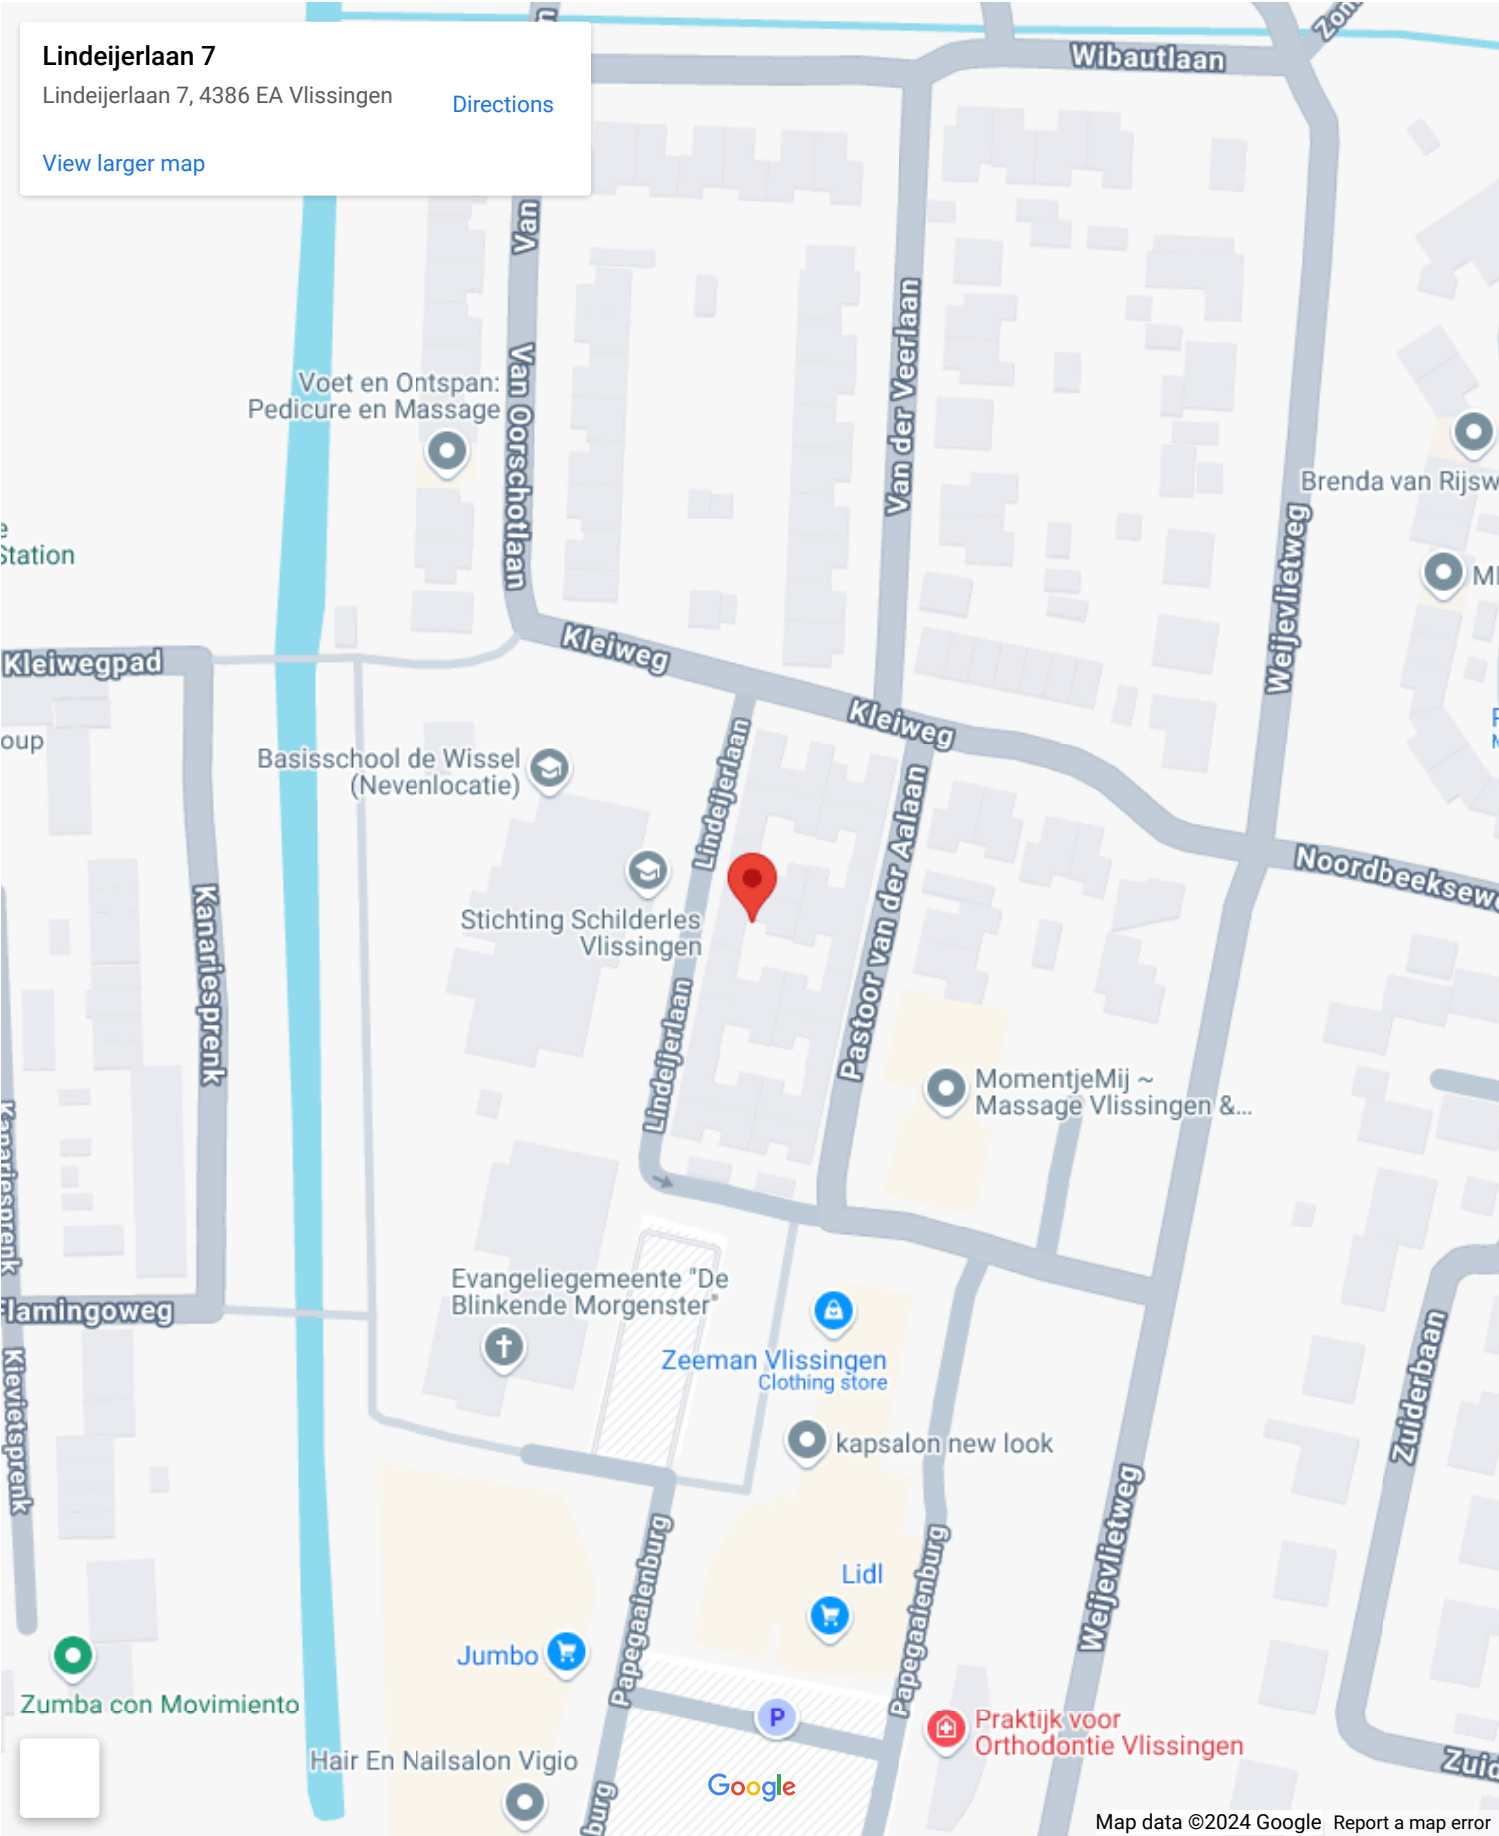 Lindeijerlaan 7
Lindeijerlaan 7, 4386 EA Vlissingen
Directions
View larger map
Wibautlaan
Van
Van der Veerlaan
Voet en Ontspan:
Pedicure en Massage
Van Oorschotlaan
Brenda van Rijsw
Station
Weijevlietweg
Kleiweg
Kleiwegpad
Kleiweg
oup
Basisschool de Wissel
(Nevenlocatie)
Lindeijerlaan
Pastoor van der Aalaan
Noordbeeksewe
Kanariesprenk
Stichting Schilderles
Vlissingen
Lindeijerlaan
MomentjeMij ~
Massage Vlissingen &...
Kanariesprenk
Flamingoweg
Evangeliegemeente "De
Blinkende Morgenster"
Zeeman Vlissingen
Clothing store
Zuiderbaan
Kievietsprenk
kapsalon new look
Weijevlietweg
Papegaaienburg
Papegaaienburg
Lidl
Jumbo
Zumba con Movimiento
P
Praktijk voor
Orthodontie Vlissingen
Hair En Nailsalon Vigio
Zuid
burg
Google
Map data ©2024 Google
Report a map error